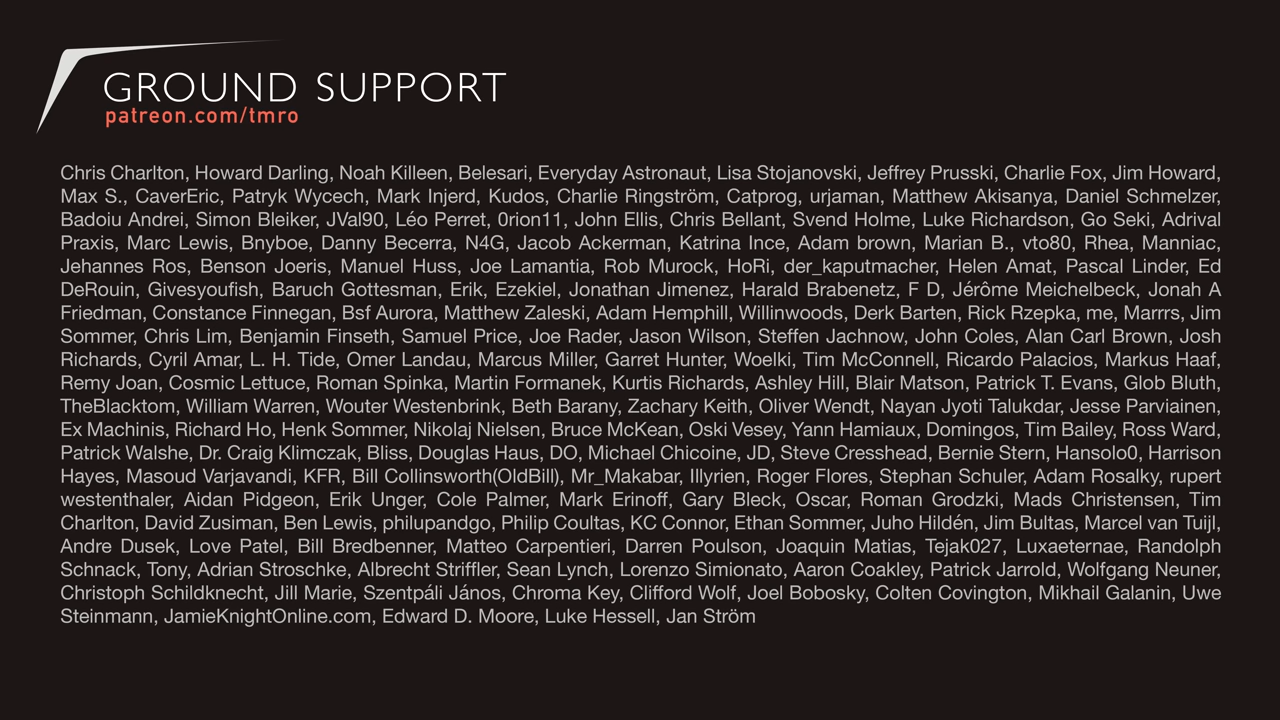 GROUND SUPPORT
patreon.com/tmro
Chris Charlton, Howard Darling, Noah Killeen, Belesari, Everyday Astronaut, Lisa Stojanovski, Jeffrey Prusski, Charlie Fox, Jim Howard,
Max S., CaverEric, Patryk Wycech, Mark Injerd, Kudos, Charlie Ringström, Catprog, urjaman, Matthew Akisanya, Daniel Schmelzer,
Badoiu Andrei, Simon Bleiker, JVal90, Léo Perret, 0rion11, John Ellis, Chris Bellant, Svend Holme, Luke Richardson, Go Seki, Adrival
Praxis, Marc Lewis, Bnyboe, Danny Becerra, N4G, Jacob Ackerman, Katrina Ince, Adam brown, Marian B., vto80, Rhea, Manniac,
Jehannes Ros, Benson Joeris, Manuel Huss, Joe Lamantia, Rob Murock, HoRi, der_kaputmacher, Helen Amat, Pascal Linder, Ed
DeRouin, Givesyoufish, Baruch Gottesman, Erik, Ezekiel, Jonathan Jimenez, Harald Brabenetz, F D, Jérôme Meichelbeck, Jonah A
Friedman, Constance Finnegan, Bsf Aurora, Matthew Zaleski, Adam Hemphill, Willinwoods, Derk Barten, Rick Rzepka, me, Marrrs, Jim
Sommer, Chris Lim, Benjamin Finseth, Samuel Price, Joe Rader, Jason Wilson, Steffen Jachnow, John Coles, Alan Carl Brown, Josh
Richards, Cyril Amar, L. H. Tide, Omer Landau, Marcus Miller, Garret Hunter, Woelki, Tim McConnell, Ricardo Palacios, Markus Haaf,
Remy Joan, Cosmic Lettuce, Roman Spinka, Martin Formanek, Kurtis Richards, Ashley Hill, Blair Matson, Patrick T. Evans, Glob Bluth,
TheBlacktom, William Warren, Wouter Westenbrink, Beth Barany, Zachary Keith, Oliver Wendt, Nayan Jyoti Talukdar, Jesse Parviainen,
Ex Machinis, Richard Ho, Henk Sommer, Nikolaj Nielsen, Bruce McKean, Oski Vesey, Yann Hamiaux, Domingos, Tim Bailey, Ross Ward,
Patrick Walshe, Dr. Craig Klimczak, Bliss, Douglas Haus, DO, Michael Chicoine, JD, Steve Cresshead, Bernie Stern, Hansolo0, Harrison
Hayes, Masoud Varjavandi, KFR, Bill Collinsworth(OldBill), Mr_Makabar, Illyrien, Roger Flores, Stephan Schuler, Adam Rosalky, rupert
westenthaler, Aidan Pidgeon, Erik Unger, Cole Palmer, Mark Erinoff, Gary Bleck, Oscar, Roman Grodzki, Mads Christensen, Tim
Charlton, David Zusiman, Ben Lewis, philupandgo, Philip Coultas, KC Connor, Ethan Sommer, Juho Hildén, Jim Bultas, Marcel van Tuijl,
Andre Dusek, Love Patel, Bill Bredbenner, Matteo Carpentieri, Darren Poulson, Joaquin Matias, Tejak027, Luxaeternae, Randolph
Schnack, Tony, Adrian Stroschke, Albrecht Striffler, Sean Lynch, Lorenzo Simionato, Aaron Coakley, Patrick Jarrold, Wolfgang Neuner,
Christoph Schildknecht, Jill Marie, Szentpáli János, Chroma Key, Clifford Wolf, Joel Bobosky, Colten Covington, Mikhail Galanin, Uwe
Steinmann, JamieKnightOnline.com, Edward D. Moore, Luke Hessell, Jan Ström